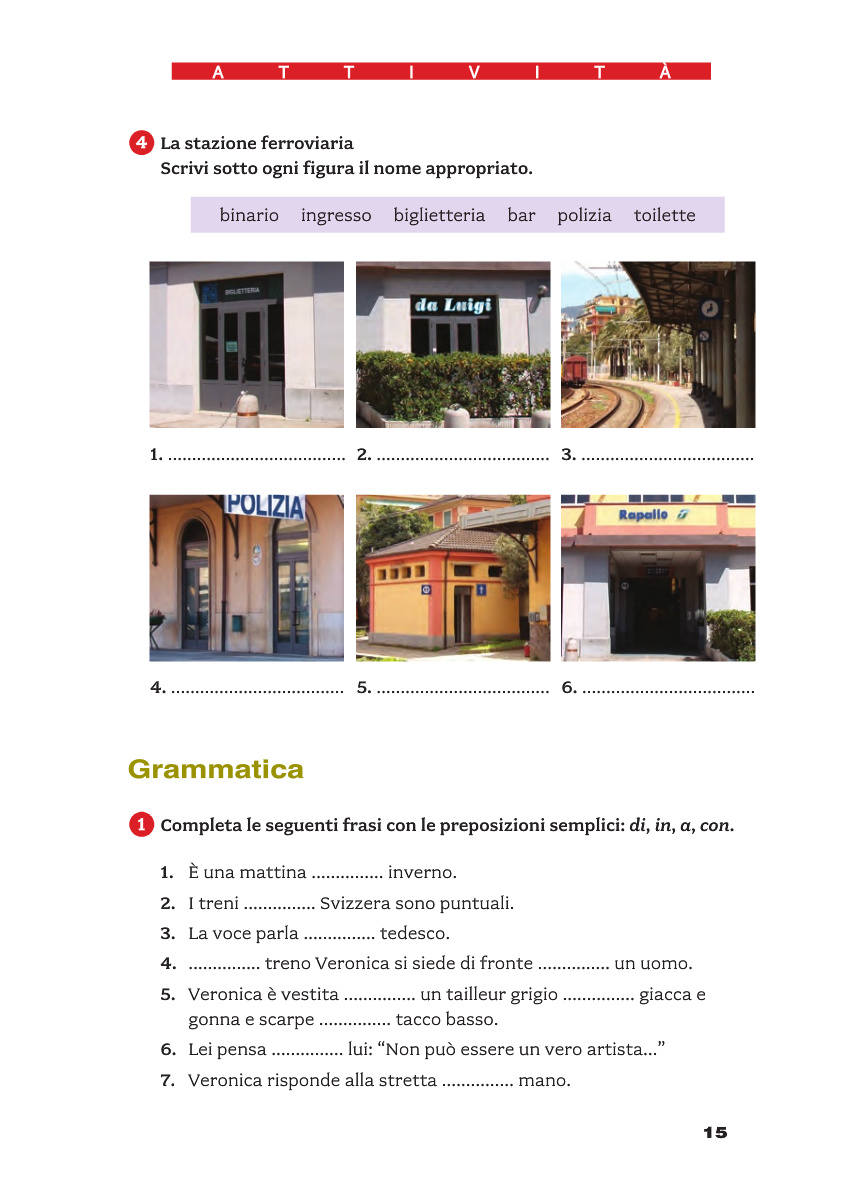 ATTIVITÀ
4 La stazione ferroviaria
Scrivi sotto ogni figura il nome appropriato.
binario ingresso biglietteria bar polizia toilette
BIGLIETTERIA
da Luigi
1. ................................... 2. ................................... 3. ...................................
POLIZIA
Rapallo
4. ................................... 5. ................................... 6. ...................................
Grammatica
1 Completa le seguenti frasi con le preposizioni semplici: di, in, a, con.
1. È una mattina ............... inverno.
2. I treni ............... Svizzera sono puntuali.
3. La voce parla ............... tedesco.
4. ............... treno Veronica si siede di fronte ............... un uomo.
5. Veronica è vestita ............... un tailleur grigio ............... giacca e
gonna e scarpe ............... tacco basso.
6. Lei pensa ............... lui: “Non può essere un vero artista...”
7. Veronica risponde alla stretta ............... mano.
15